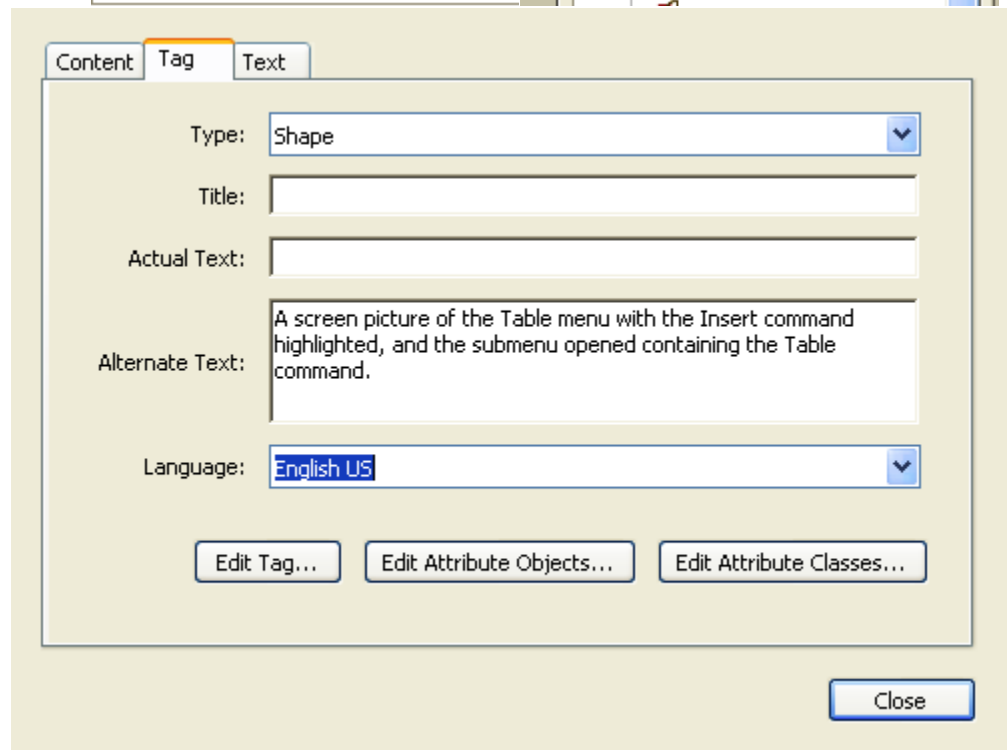 Content Tag Text
Type: Shape
Title:
Actual Text:
Alternate Text: A screen picture of the Table menu with the Insert command
highlighted, and the submenu opened containing the Table
command.
Language: English US
Edit Tag... Edit Attribute Objects... Edit Attribute Classes...
Close